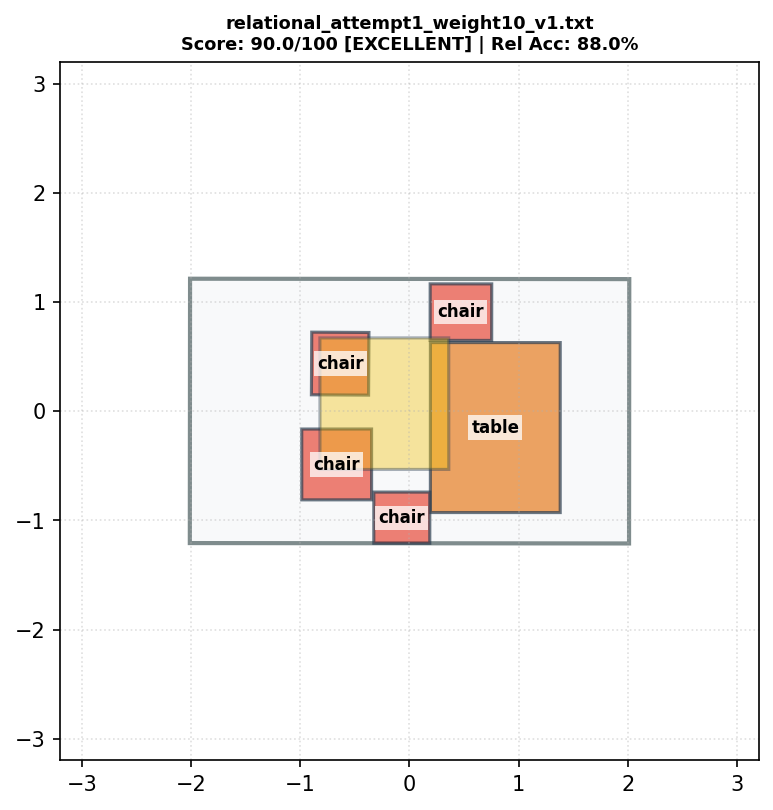 relational_attempt1_weight10_v1.txt
Score: 90.0/100 [EXCELLENT] | Rel Acc: 88.0%
3
2
1
0
−1
−2
−3
chair
chair
table
chair
chair
−3
−2
−1
0
1
2
3